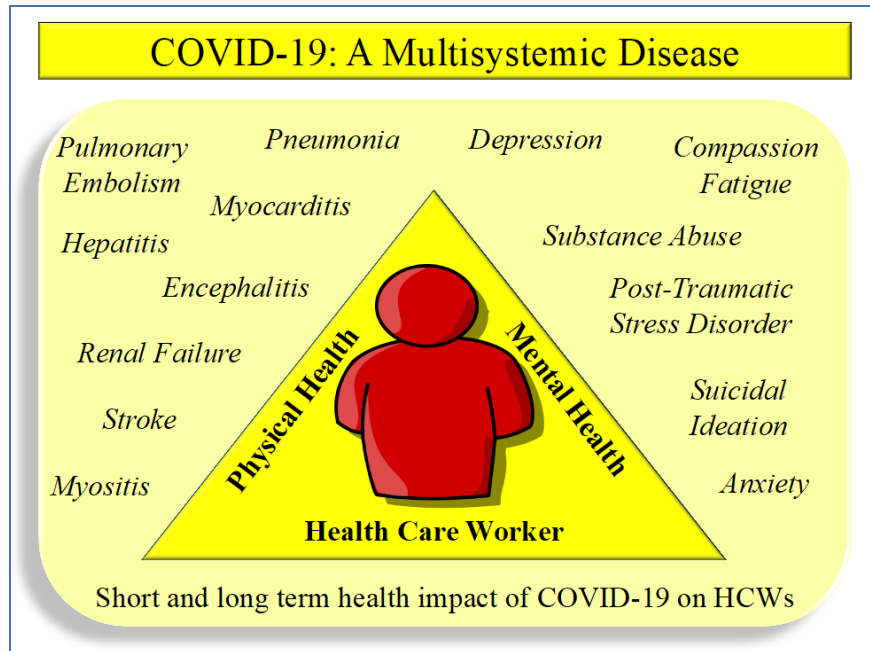 COVID-19: A Multisystemic Disease
Pulmonary
Embolism
Pneumonia
Depression
Compassion
Fatigue
Myocarditis
Substance Abuse
Hepatitis
Encephalitis
Post-Traumatic
Stress Disorder
Renal Failure
Suicidal
Ideation
Stroke
Myositis
Anxiety
Physical Health
Mental Health
Health Care Worker
Short and long term health impact of COVID-19 on HCWs